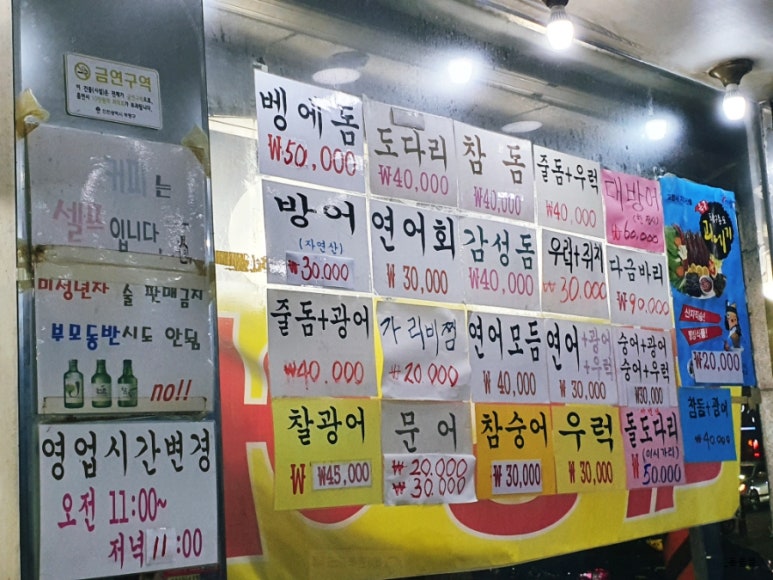 금연구역
커피는
셀프
입니다.
미성년자 술 판매금지
부모동반시도 안됨
no!!
영업시간변경
오전 11:00~
저녁 11:00
벵에돔
₩50,000
도다리
₩40,000
참돔
₩40,000
줄돔+우럭
₩40,000
대방어
₩60,000
방어
(자연산)
₩30,000
연어회
₩30,000
감성돔
₩40,000
우럭+쥐치
₩30.000
다금바리
₩90.000
₩20,000
줄돔+광어
₩40.000
가리비찜
₩20.000
연어모듬
₩40,000
연어+광어
+우럭
₩30,000
숭어+광어
숭어+우럭
₩30,000
참돔+광어
₩40.000
찰광어
₩45,000
문어
₩20.000
₩30.000
참숭어
₩30,000
우럭
₩30,000
돌도다리
(이시가리)
₩50.000